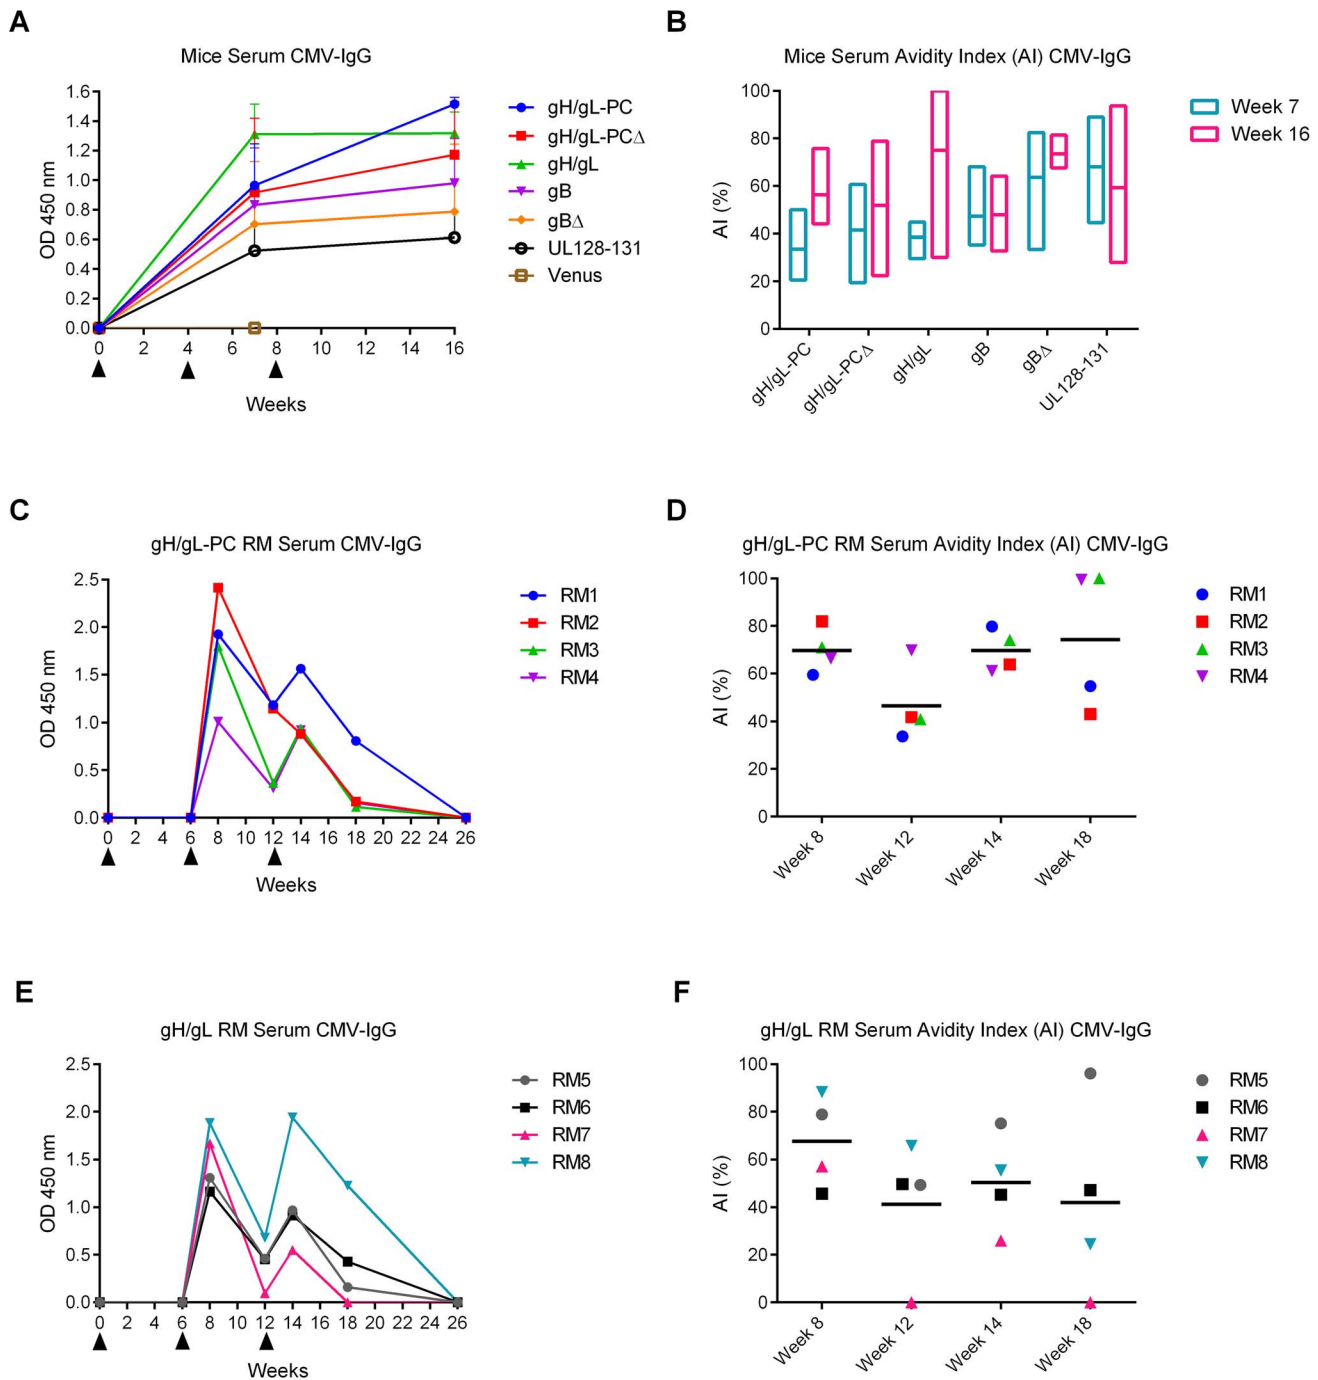 A
Mice Serum CMV-IgG
OD 450 nm
1.6
1.4
1.2
1.0
0.8
0.6
0.4
0.2
0.0
0 2 4 6 8 10 12 14 16
Weeks
gH/gL-PC
gH/gL-PCΔ
gH/gL
gB
gBΔ
UL128-131
Venus
B
Mice Serum Avidity Index (AI) CMV-IgG
AI (%)
100
80
60
40
20
0
gH/gL-PC
gH/gL-PCΔ
gH/gL
gB
gBΔ
UL128-131
Week 7
Week 16
C
gH/gL-PC RM Serum CMV-IgG
OD 450 nm
2.5
2.0
1.5
1.0
0.5
0.0
0 2 4 6 8 10 12 14 16 18 20 22 24 26
Weeks
RM1
RM2
RM3
RM4
D
gH/gL-PC RM Serum Avidity Index (AI) CMV-IgG
AI (%)
100
80
60
40
20
0
Week 8
Week 12
Week 14
Week 18
RM1
RM2
RM3
RM4
E
gH/gL RM Serum CMV-IgG
OD 450 nm
2.5
2.0
1.5
1.0
0.5
0.0
0 2 4 6 8 10 12 14 16 18 20 22 24 26
Weeks
RM5
RM6
RM7
RM8
F
gH/gL RM Serum Avidity Index (AI) CMV-IgG
AI (%)
100
80
60
40
20
0
Week 8
Week 12
Week 14
Week 18
RM5
RM6
RM7
RM8